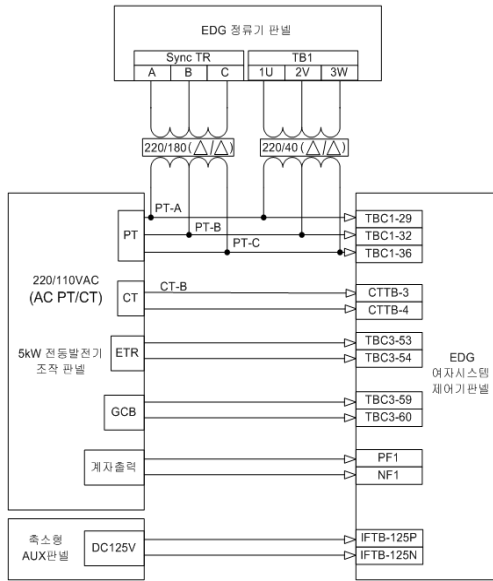 EDG 정류기 판넬
Sync TR
TB1
A B C
1U 2V 3W
220/180 (△/△)
220/40 (△/△)
PT-A
PT-B
PT-C
PT
TBC1-29
TBC1-32
TBC1-36
220/110VAC
(AC PT/CT)
CT
CT-B
CTTB-3
CTTB-4
5kW 전동발전기
조작 판넬
ETR
TBC3-53
TBC3-54
EDG
여자시스템
제어기판넬
GCB
TBC3-59
TBC3-60
계자출력
PF1
NF1
축소형
AUX판넬
DC125V
IFTB-125P
IFTB-125N